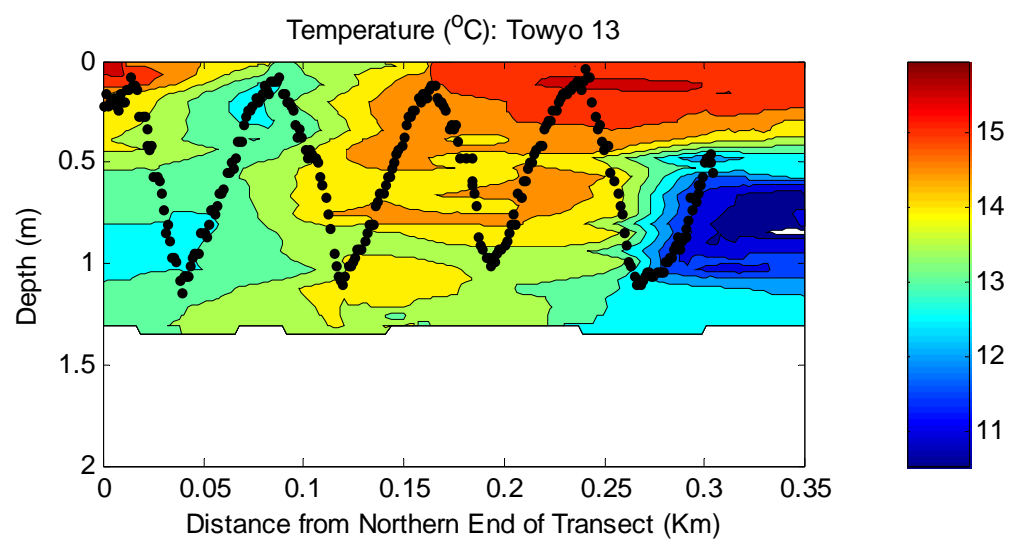 Temperature (°C): Towyo 13
0
0.5
1
1.5
2
Depth (m)
0 0.05 0.1 0.15 0.2 0.25 0.3 0.35
Distance from Northern End of Transect (Km)
15
14
13
12
11